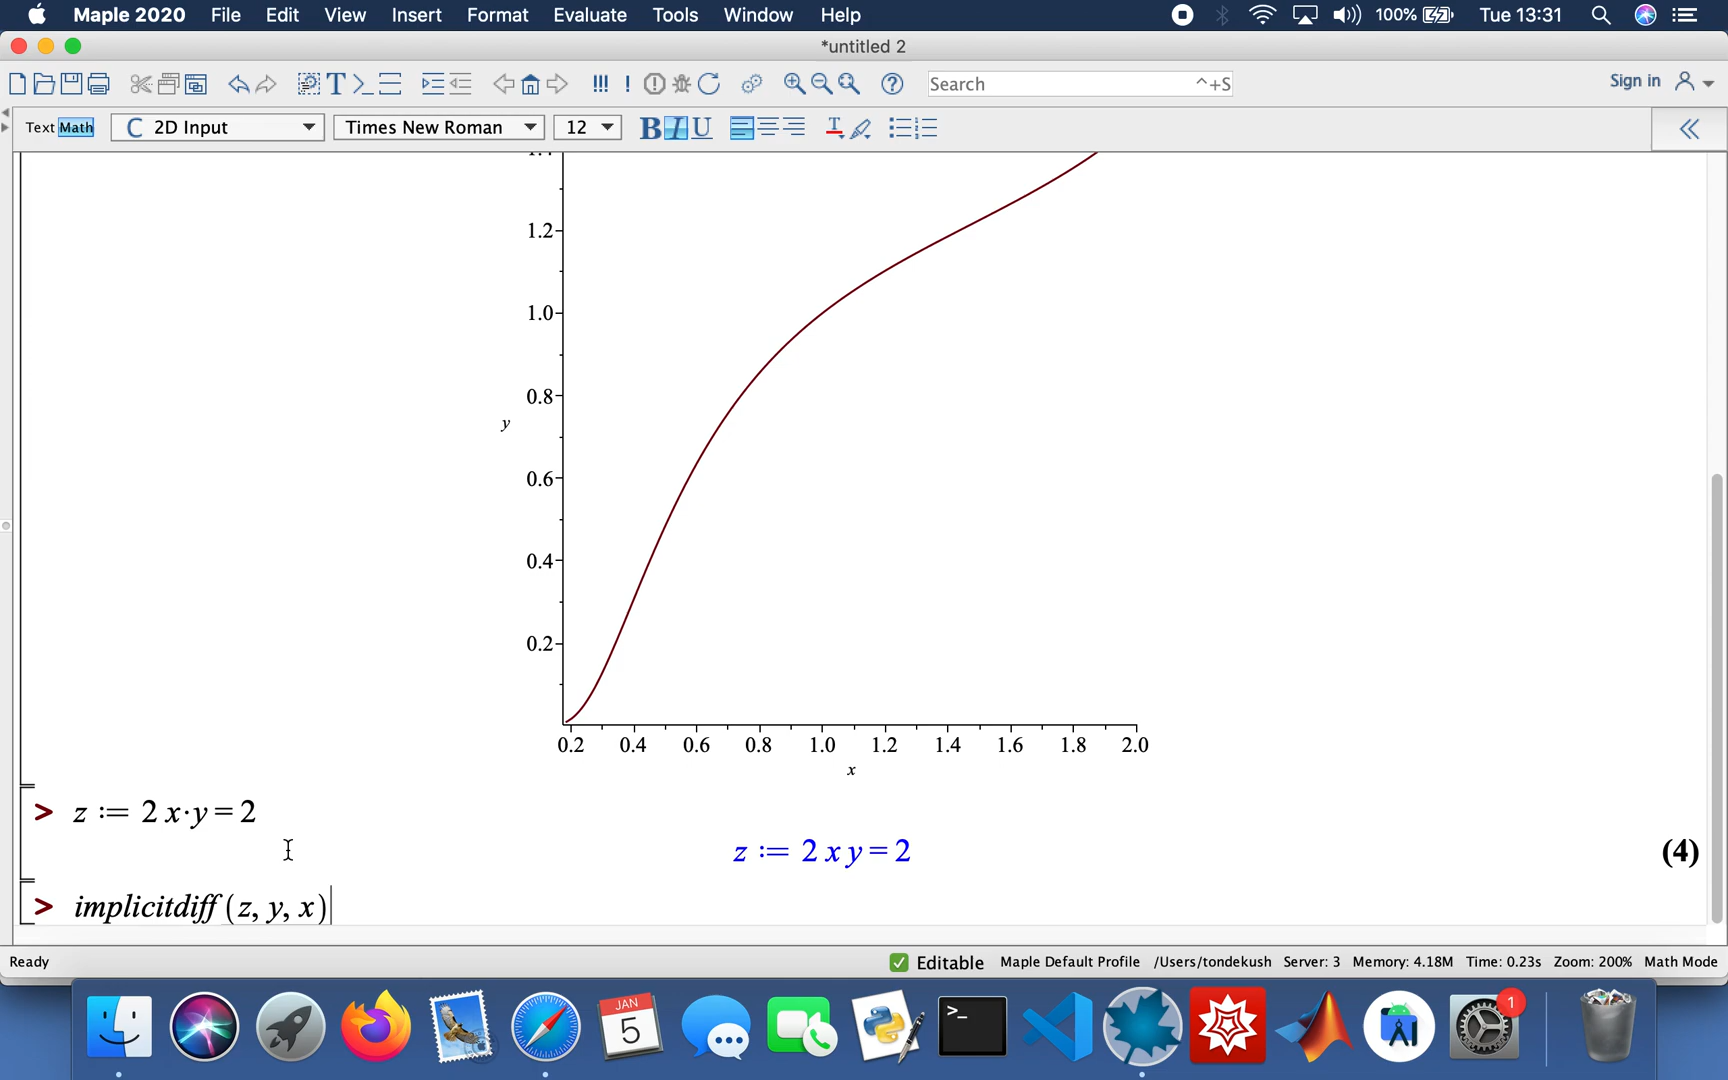 Maple 2020 File Edit View Insert Format Evaluate Tools Window Help 100% Tue 13:31
*untitled 2
Search ^+S Sign in
Text Math C 2D Input Times New Roman 12 B I U
1.2
1.0
0.8
y
0.6
0.4
0.2
0.2 0.4 0.6 0.8 1.0 1.2 1.4 1.6 1.8 2.0
x
> z := 2 x·y = 2
z := 2 x y = 2 (4)
> implicitdiff (z, y, x)
Ready Editable Maple Default Profile /Users/tondekush Server: 3 Memory: 4.18M Time: 0.23s Zoom: 200% Math Mode
JAN
5
>_
1